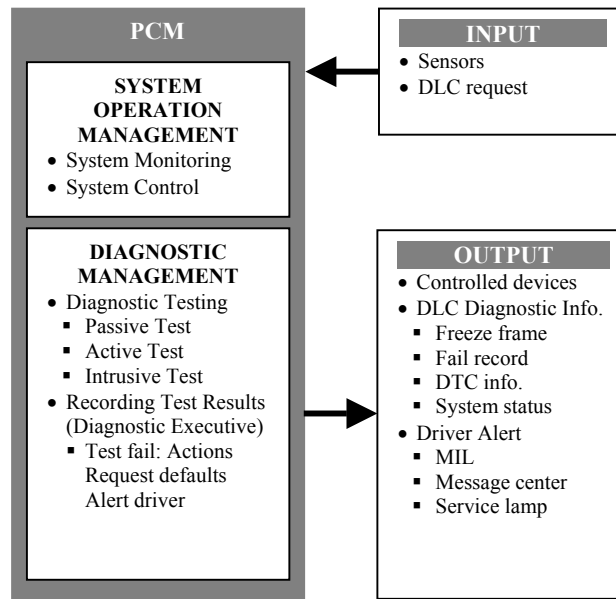 PCM
SYSTEM
OPERATION
MANAGEMENT
• System Monitoring
• System Control
DIAGNOSTIC
MANAGEMENT
• Diagnostic Testing
▪ Passive Test
▪ Active Test
▪ Intrusive Test
• Recording Test Results
(Diagnostic Executive)
▪ Test fail: Actions
Request defaults
Alert driver
INPUT
• Sensors
• DLC request
OUTPUT
• Controlled devices
• DLC Diagnostic Info.
▪ Freeze frame
▪ Fail record
▪ DTC info.
▪ System status
• Driver Alert
▪ MIL
▪ Message center
▪ Service lamp